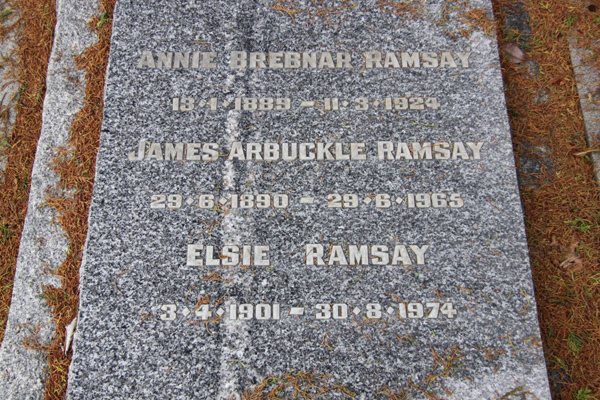 ANNIE BREBNAR RAMSAY
13·1·1889 – 11·3·1924
JAMES ARBUCKLE RAMSAY
29·6·1890 – 29·6·1965
ELSIE RAMSAY
3·4·1901 – 30·8·1974